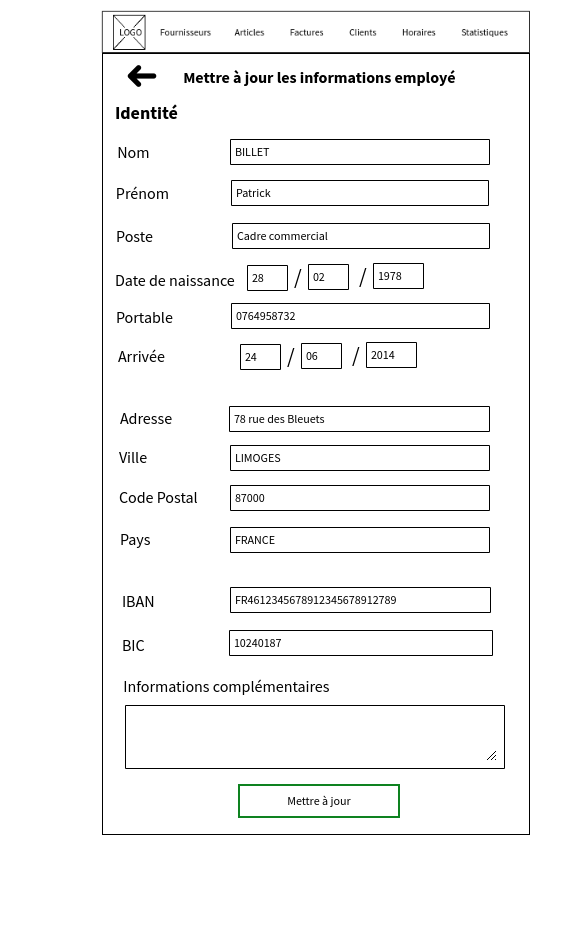 LOGO Fournisseurs Articles Factures Clients Horaires Statistiques
Mettre à jour les informations employé
Identité
Nom BILLET
Prénom Patrick
Poste Cadre commercial
Date de naissance 28 / 02 / 1978
Portable 0764958732
Arrivée 24 / 06 / 2014
Adresse 78 rue des Bleuets
Ville LIMOGES
Code Postal 87000
Pays FRANCE
IBAN FR4612345678912345678912789
BIC 10240187
Informations complémentaires
Mettre à jour